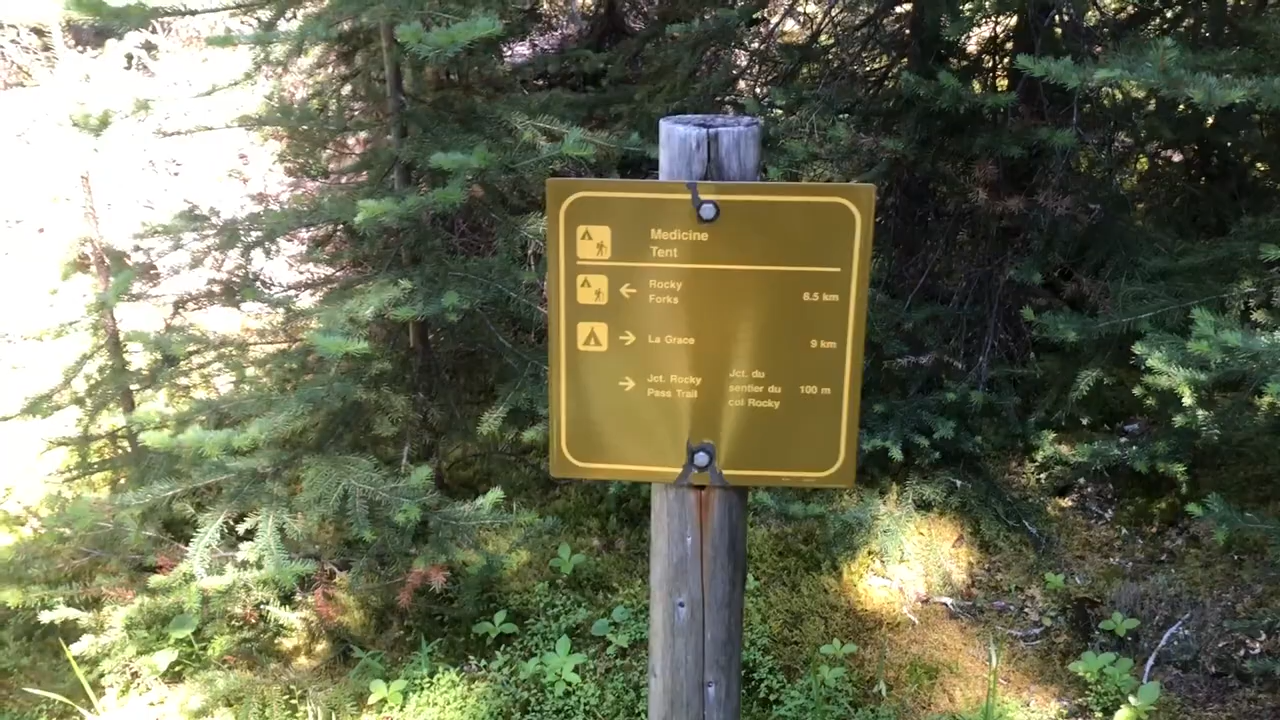 Medicine
Tent
Rocky
Forks
8.5 km
La Grace
9 km
Jct. Rocky
Pass Trail
Jct. du
sentier du
col Rocky
100 m